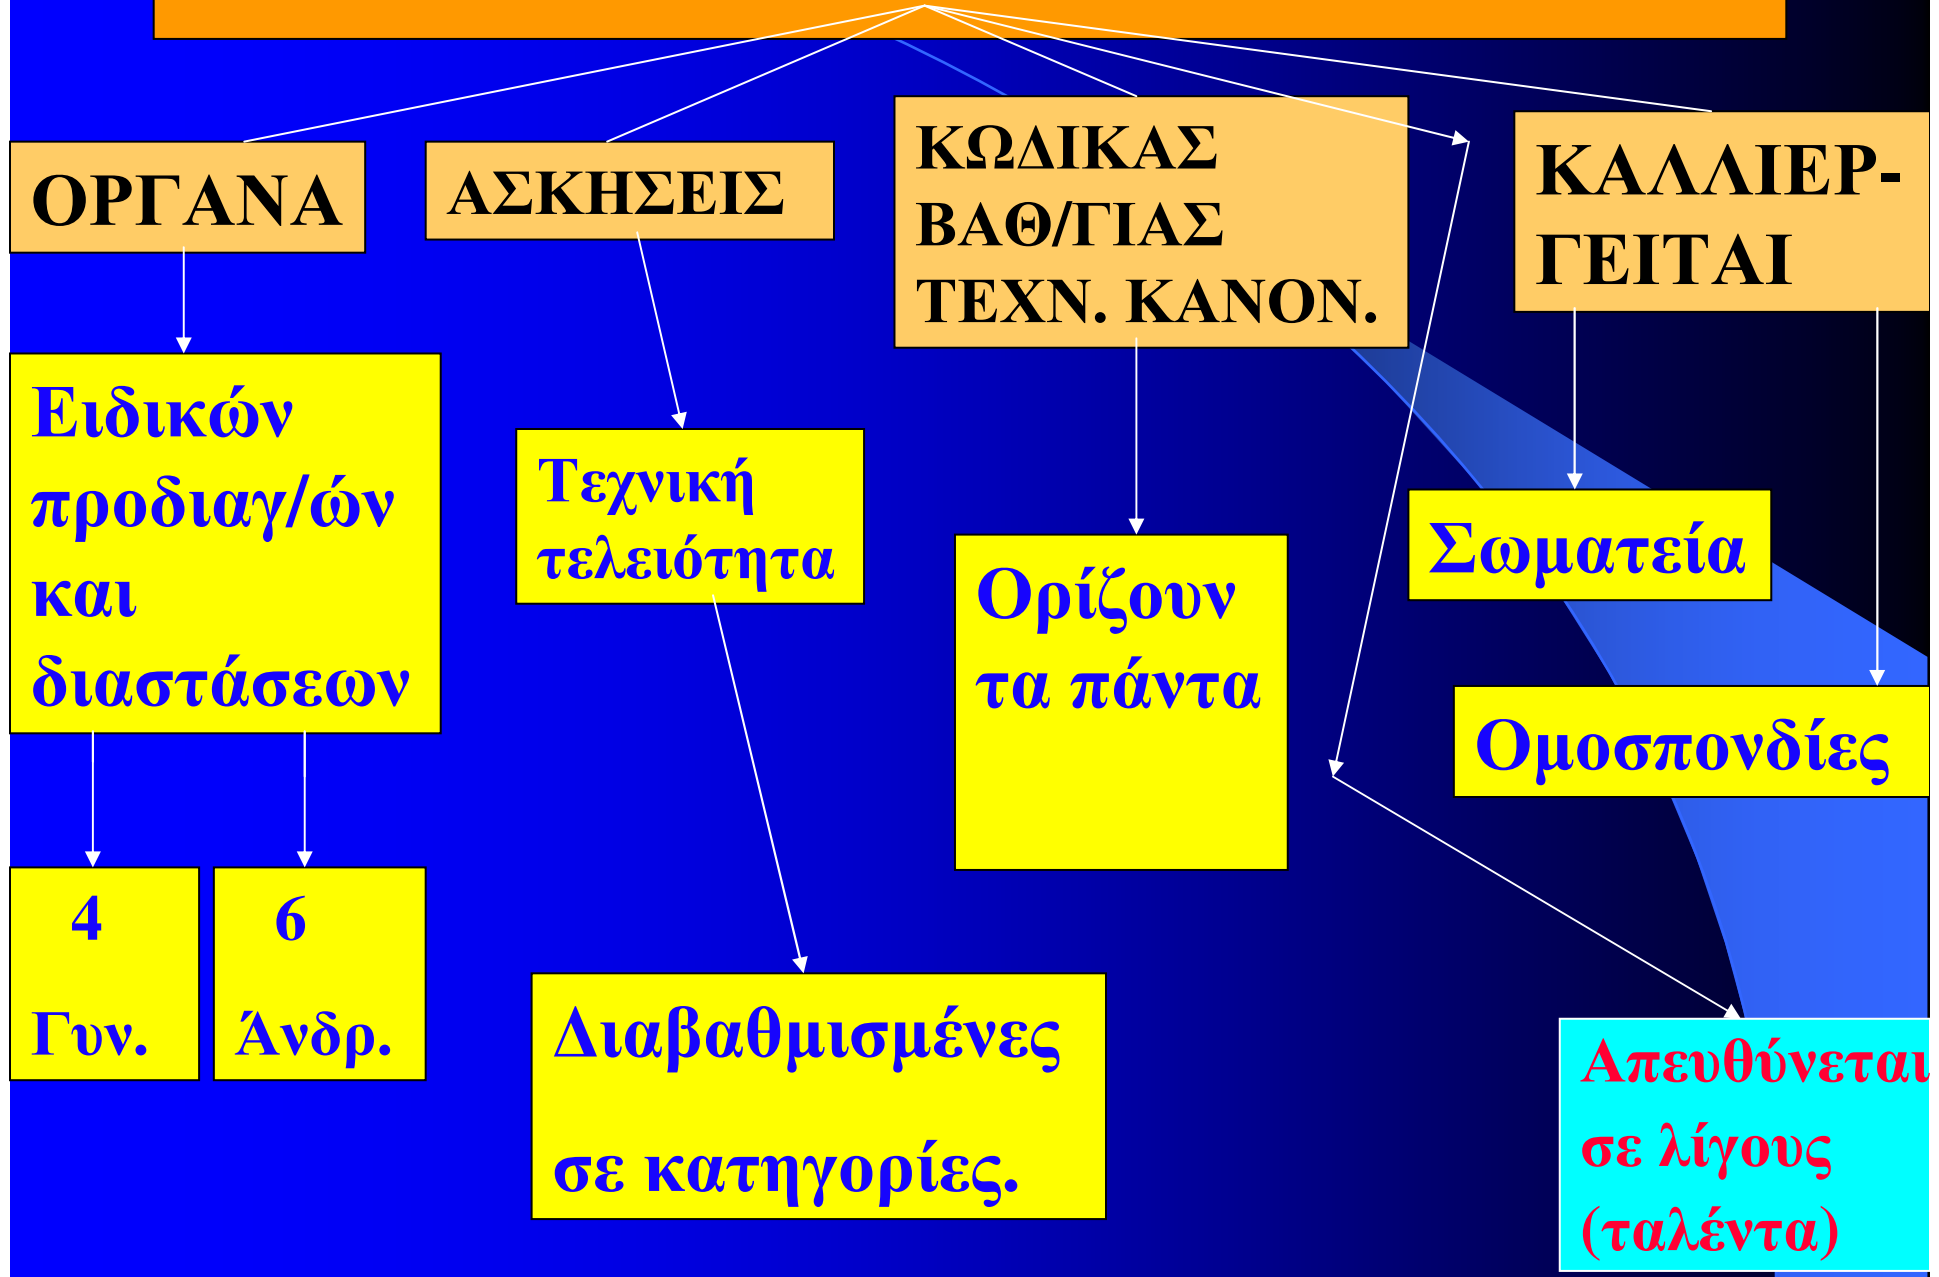 ΟΡΓΑΝΑ
ΑΣΚΗΣΕΙΣ
ΚΩΔΙΚΑΣ
ΒΑΘ/ΓΙΑΣ
ΤΕΧΝ. ΚΑΝΟΝ.
ΚΑΛΛΙΕΡ-
ΓΕΙΤΑΙ
Ειδικών
προδιαγ/ών
και
διαστάσεων
Τεχνική
τελειότητα
Ορίζουν
τα πάντα
Σωματεία
Ομοσπονδίες
4
Γυν.
6
Άνδρ.
Διαβαθμισμένες
σε κατηγορίες.
Απευθύνεται
σε λίγους
(ταλέντα)